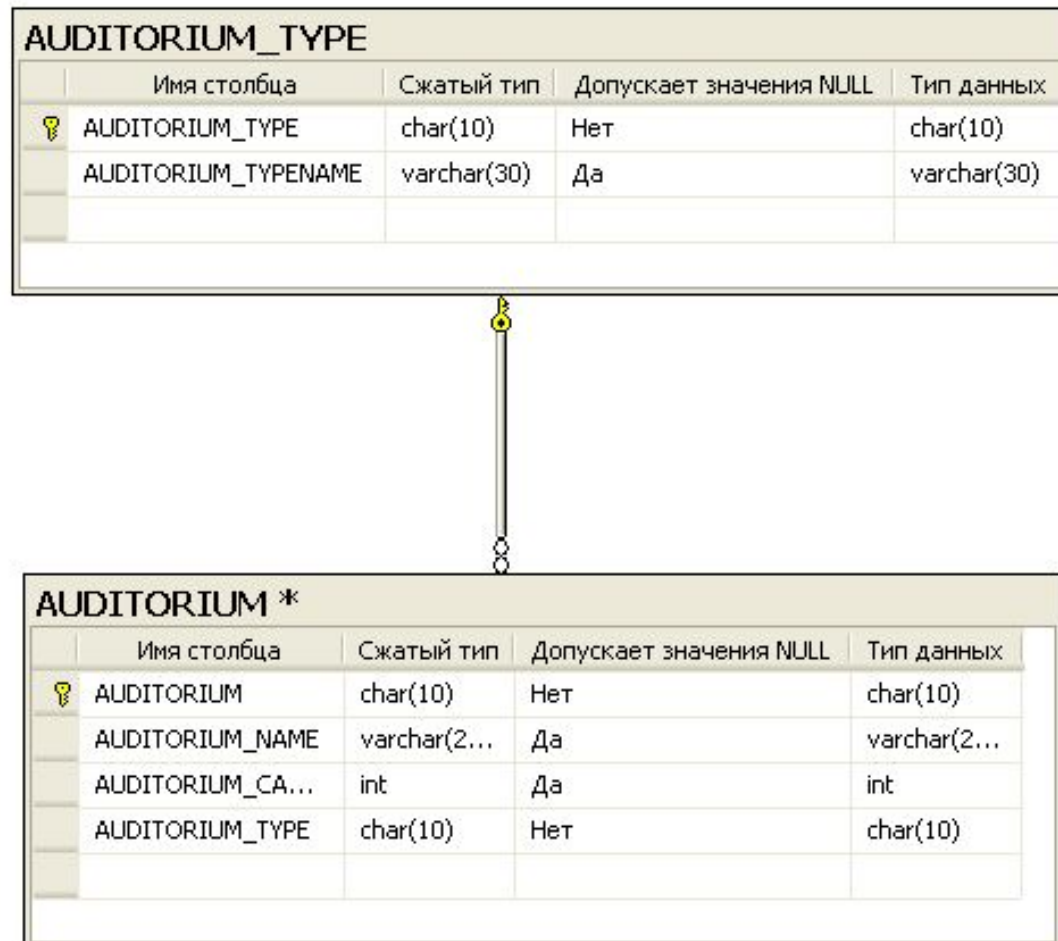 AUDITORIUM_TYPE
Имя столбца Сжатый тип Допускает значения NULL Тип данных
AUDITORIUM_TYPE char(10) Нет char(10)
AUDITORIUM_TYPENAME varchar(30) Да varchar(30)
AUDITORIUM *
Имя столбца Сжатый тип Допускает значения NULL Тип данных
AUDITORIUM char(10) Нет char(10)
AUDITORIUM_NAME varchar(2... Да varchar(2...
AUDITORIUM_CA... int Да int
AUDITORIUM_TYPE char(10) Нет char(10)